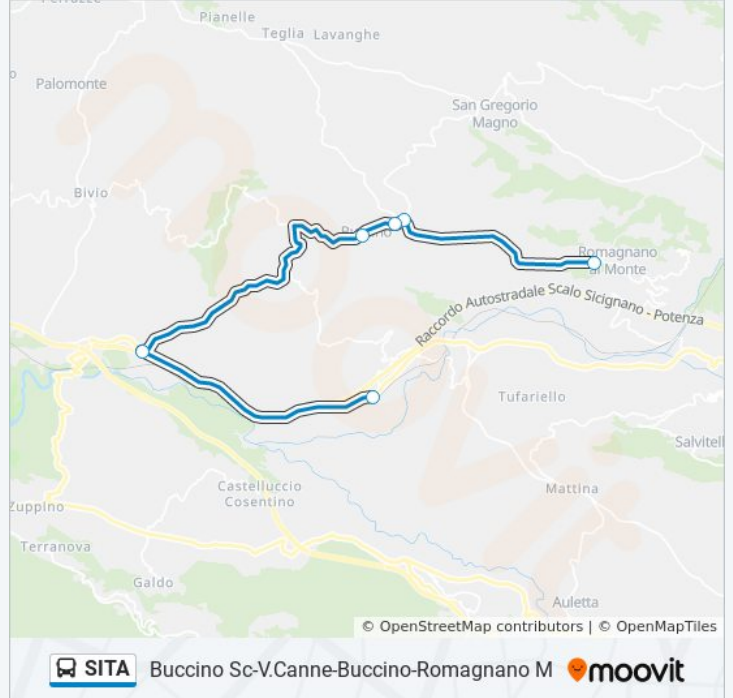 Pianelle
Teglia Lavanghe
Palomonte
San Gregorio
Magno
Bivio
Romagnano
al Monte
Raccordo Autostradale Scalo Sicignano - Potenza
Tufariello
Salvitell
Mattina
Castelluccio
Cosentino
Zuppino
Terranova
Galdo
Auletta
moovit
© OpenStreetMap contributors | © OpenMapTiles
SITA Buccino Sc-V.Canne-Buccino-Romagnano M moovit